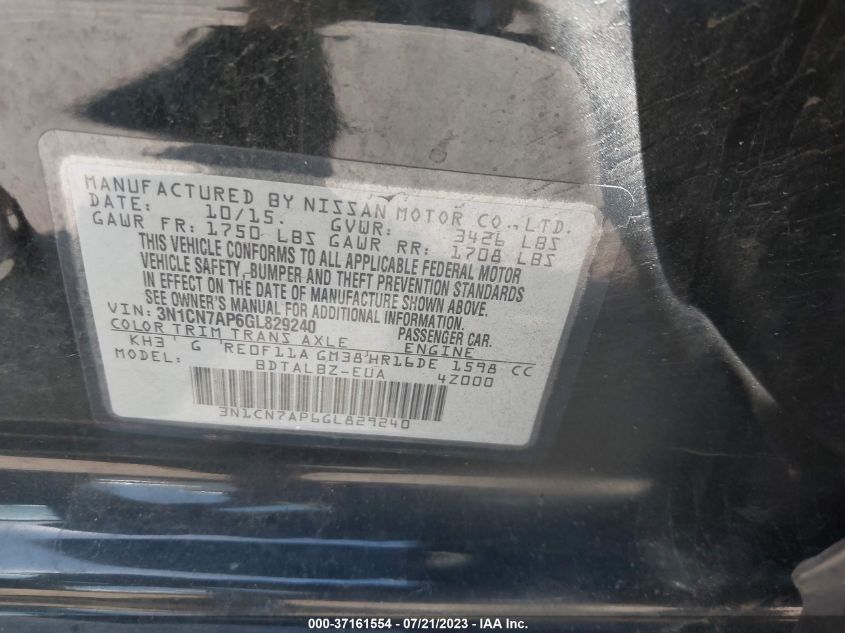 MANUFACTURED BY NISSAN MOTOR CO., LTD.
DATE: 10/15. GVWR: 3426 LBS
GAWR FR: 1750 LBS GAWR RR: 1708 LBS
THIS VEHICLE CONFORMS TO ALL APPLICABLE FEDERAL MOTOR
VEHICLE SAFETY, BUMPER AND THEFT PREVENTION STANDARDS
IN EFFECT ON THE DATE OF MANUFACTURE SHOWN ABOVE.
SEE OWNER'S MANUAL FOR ADDITIONAL INFORMATION.
VIN: 3N1CN7AP6GL829240 PASSENGER CAR.
COLOR TRIM TRANS AXLE ENGINE
KH3 G RE0F11A GM38 HR16DE 1598 CC
MODEL: BDTALBZ-EUA 4Z000
3N1CN7AP6GL829240
000-37161554 / 07/21/2023 - IAA Inc.